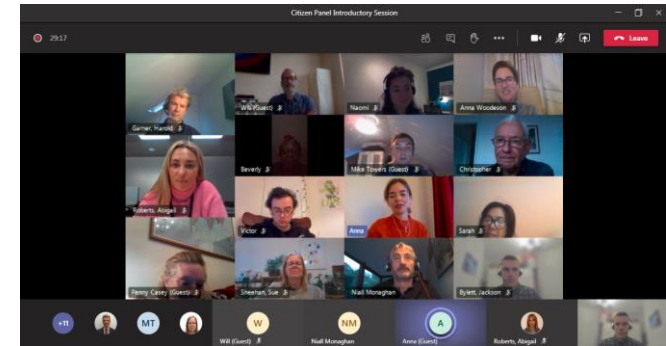 Citizen Panel Introductory Session
29:17
Leave
Garner, Harold
Will (Guest)
Naomi
Anna Woodeson
Roberts, Abigail
Beverly
Mike Towers (Guest)
Christopher
Victor
Anna
Sarah
Penny Casey (Guest)
Sheehan, Sue
Niall Monaghan
Bylett, Jackson
+11
MT
W
NM
A
Will (Guest)
Niall Monaghan
Anne (Guest)
Roberts, Abigail